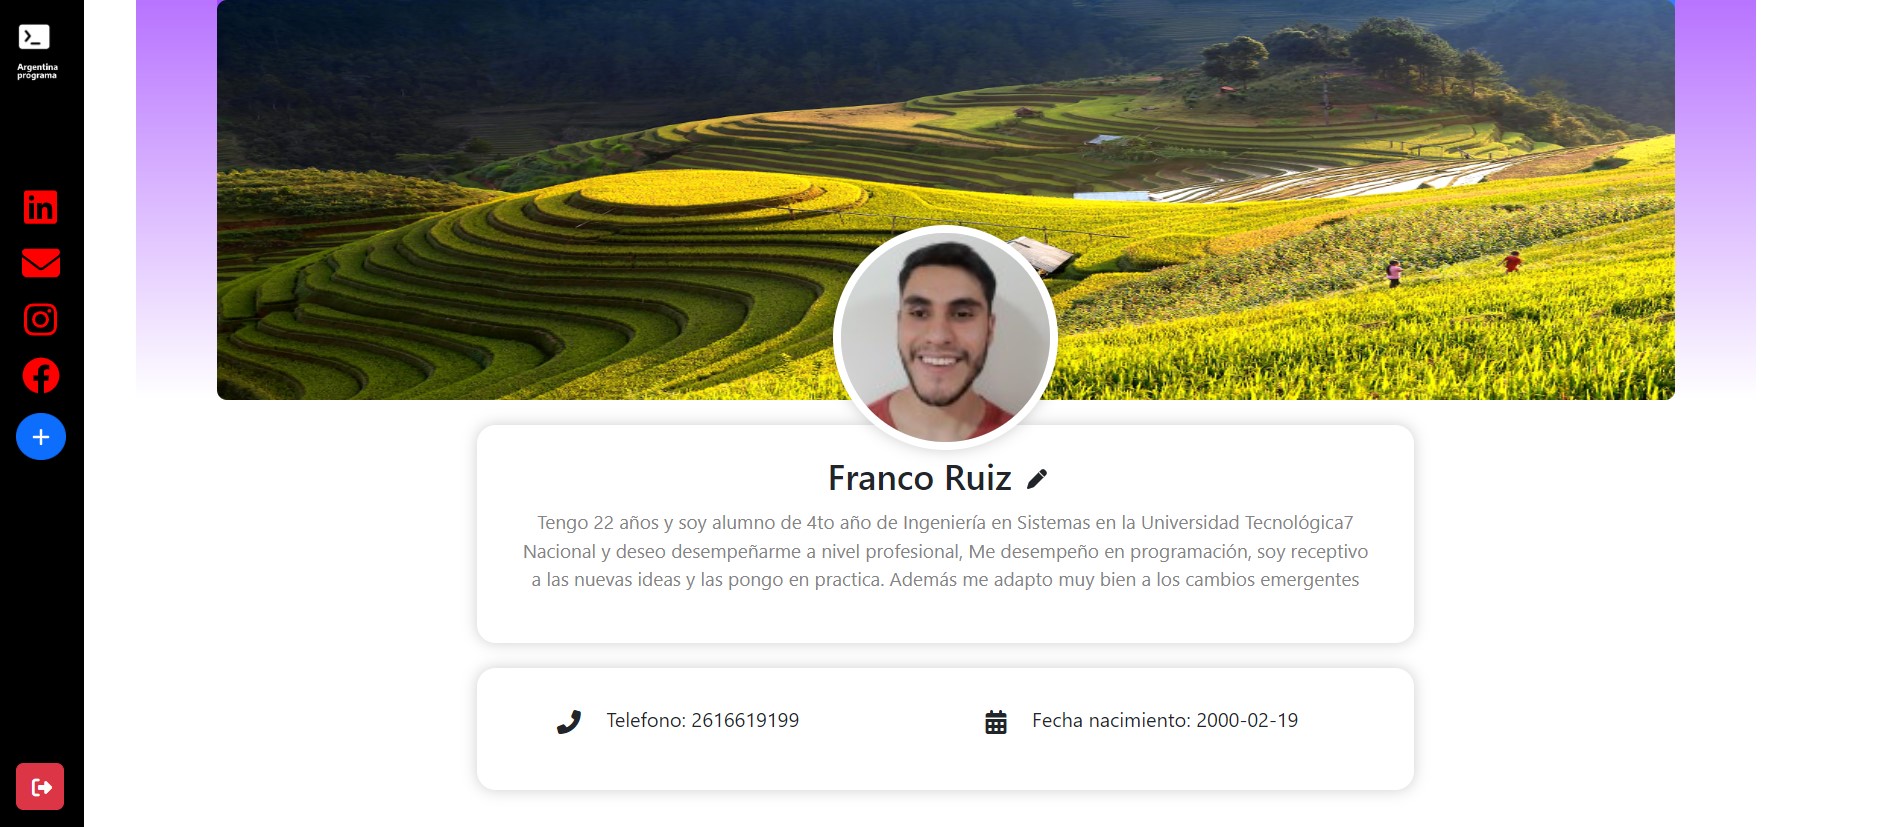 Argentina
programa
Franco Ruiz
Tengo 22 años y soy alumno de 4to año de Ingeniería en Sistemas en la Universidad Tecnológica7
Nacional y deseo desempeñarme a nivel profesional, Me desempeño en programación, soy receptivo
a las nuevas ideas y las pongo en practica. Además me adapto muy bien a los cambios emergentes
Telefono: 2616619199
Fecha nacimiento: 2000-02-19